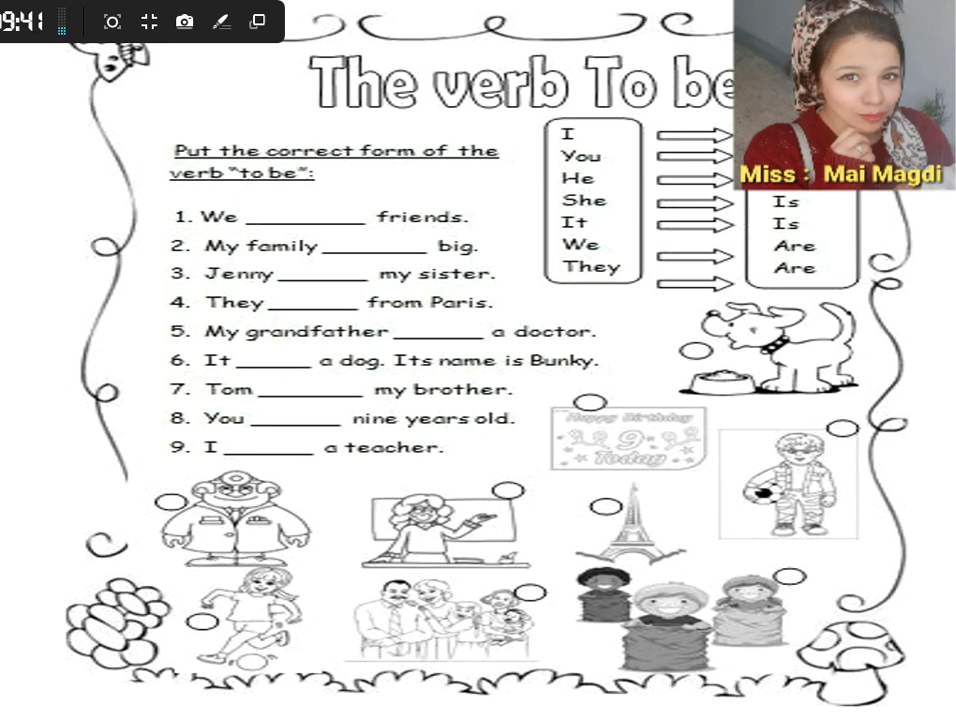 9:41
The verb To be
Put the correct form of the
verb "to be":
1. We __________ friends.
2. My family _________ big.
3. Jenny ________ my sister.
4. They ________ from Paris.
5. My grandfather ________ a doctor.
6. It ______ a dog. Its name is Bunky.
7. Tom _________ my brother.
8. You ________ nine years old.
9. I ________ a teacher.
I
You
He
She
It
We
They
Is
Is
Are
Are
Miss : Mai Magdi
Happy Birthday
9
Today